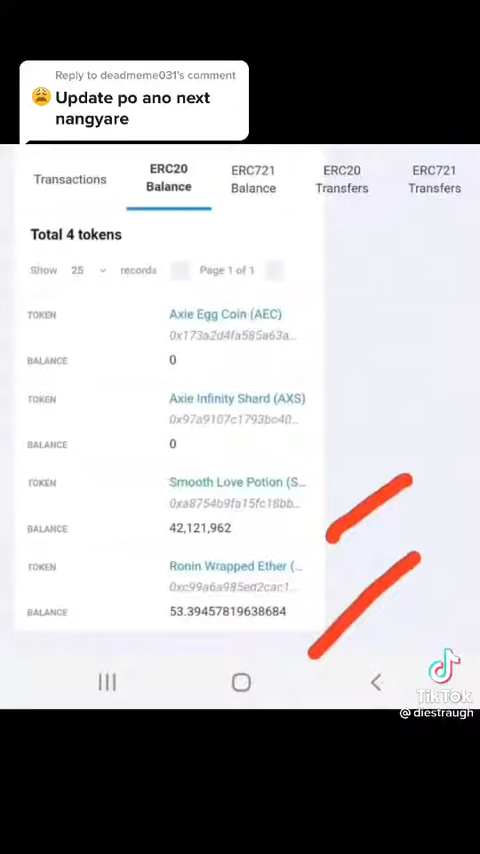 Reply to deadmeme031's comment
😩 Update po ano next
nangyare
Transactions
ERC20
Balance
ERC721
Balance
ERC20
Transfers
ERC721
Transfers
Total 4 tokens
Show 25 records Page 1 of 1
TOKEN Axie Egg Coin (AEC)
0x173a2d4fa585a63a...
BALANCE 0
TOKEN Axie Infinity Shard (AXS)
0x97a9107c1793bc40...
BALANCE 0
TOKEN Smooth Love Potion (S...
0xa8754b9fa15fc18bb...
BALANCE 42,121,962
TOKEN Ronin Wrapped Ether (...
0xc99a6a985ed2cac1...
BALANCE 53.39457819638684
TikTok
@diestraugh